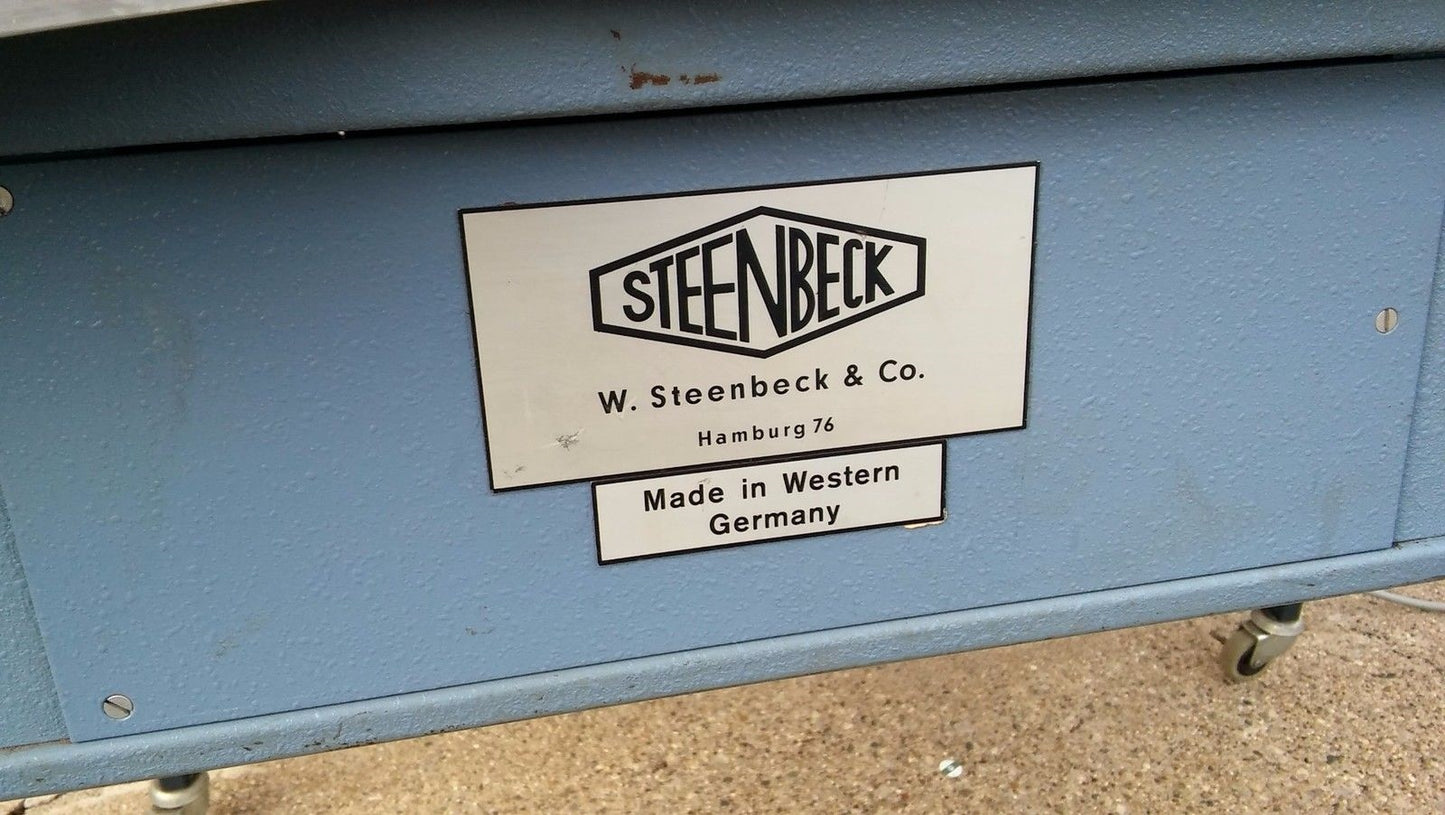 STEENBECK
W. Steenbeck & Co.
Hamburg 76
Made in Western
Germany